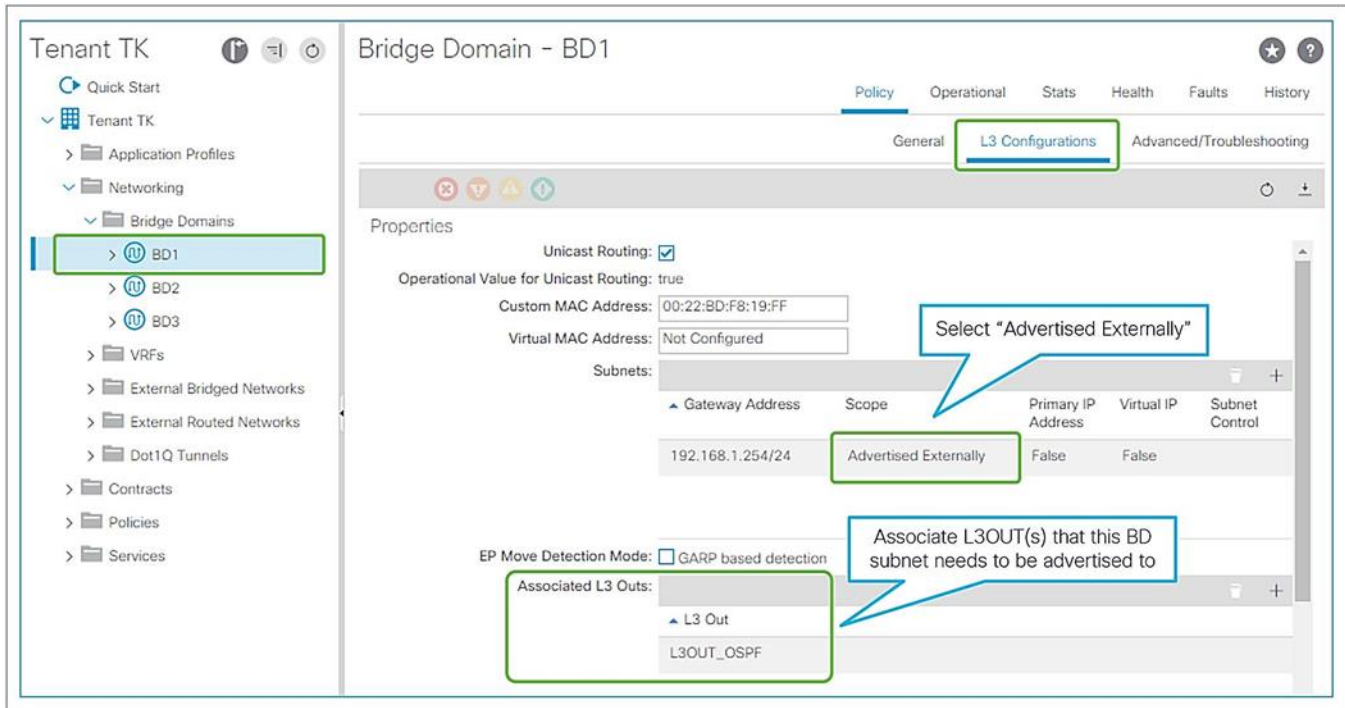 Tenant TK
Quick Start
Tenant TK
Application Profiles
Networking
Bridge Domains
BD1
BD2
BD3
VRFs
External Bridged Networks
External Routed Networks
Dot1Q Tunnels
Contracts
Policies
Services
Bridge Domain - BD1
Policy Operational Stats Health Faults History
General L3 Configurations Advanced/Troubleshooting
Properties
Unicast Routing:
Operational Value for Unicast Routing: true
Custom MAC Address: 00:22:BD:F8:19:FF
Virtual MAC Address: Not Configured
Select “Advertised Externally”
Subnets:
Gateway Address Scope Primary IP Address Virtual IP Subnet Control
192.168.1.254/24 Advertised Externally False False
Associate L3OUT(s) that this BD
subnet needs to be advertised to
EP Move Detection Mode: GARP based detection
Associated L3 Outs:
L3 Out
L3OUT_OSPF